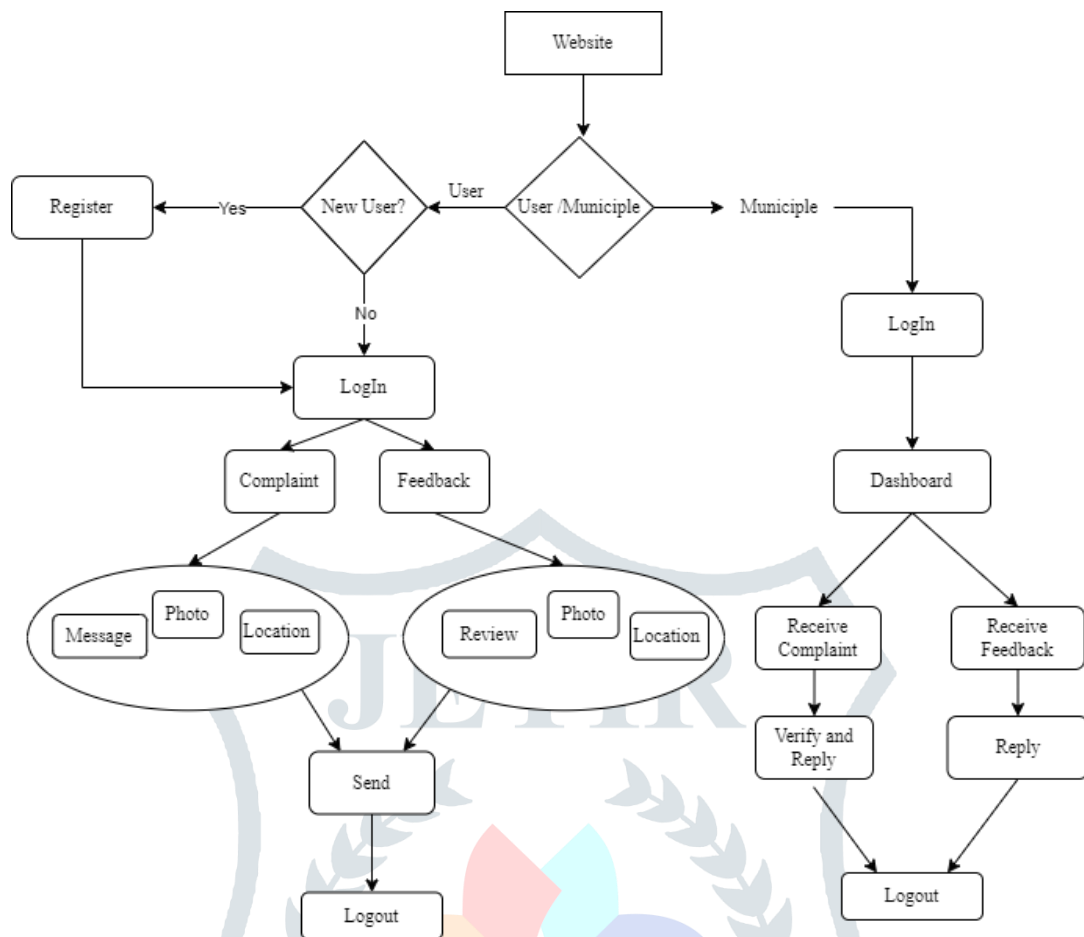 Website
User
New User?
User /Municiple
Municiple
Register
Yes
No
LogIn
LogIn
Complaint
Feedback
Dashboard
Message
Photo
Location
Review
Photo
Location
Receive
Complaint
Receive
Feedback
JETIR
Verify and
Reply
Reply
Send
Logout
Logout